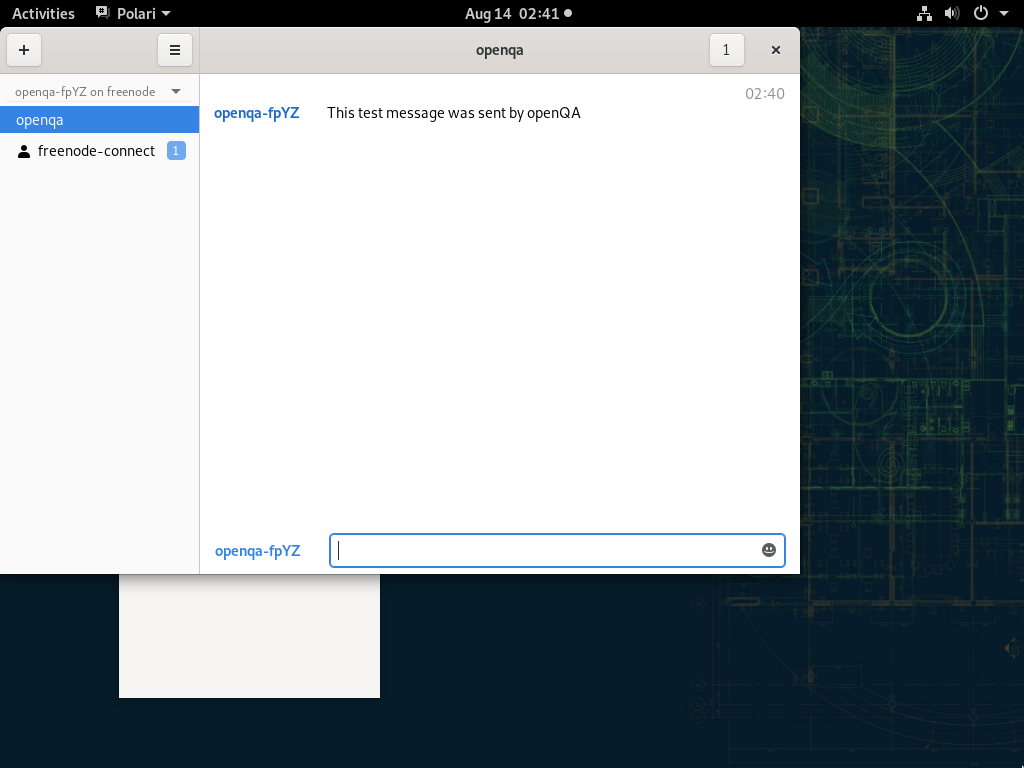 Activities Polari Aug 14 02:41
+ openqa 1
openqa-fpYZ on freenode
openqa
freenode-connect 1
02:40
openqa-fpYZ This test message was sent by openQA
openqa-fpYZ